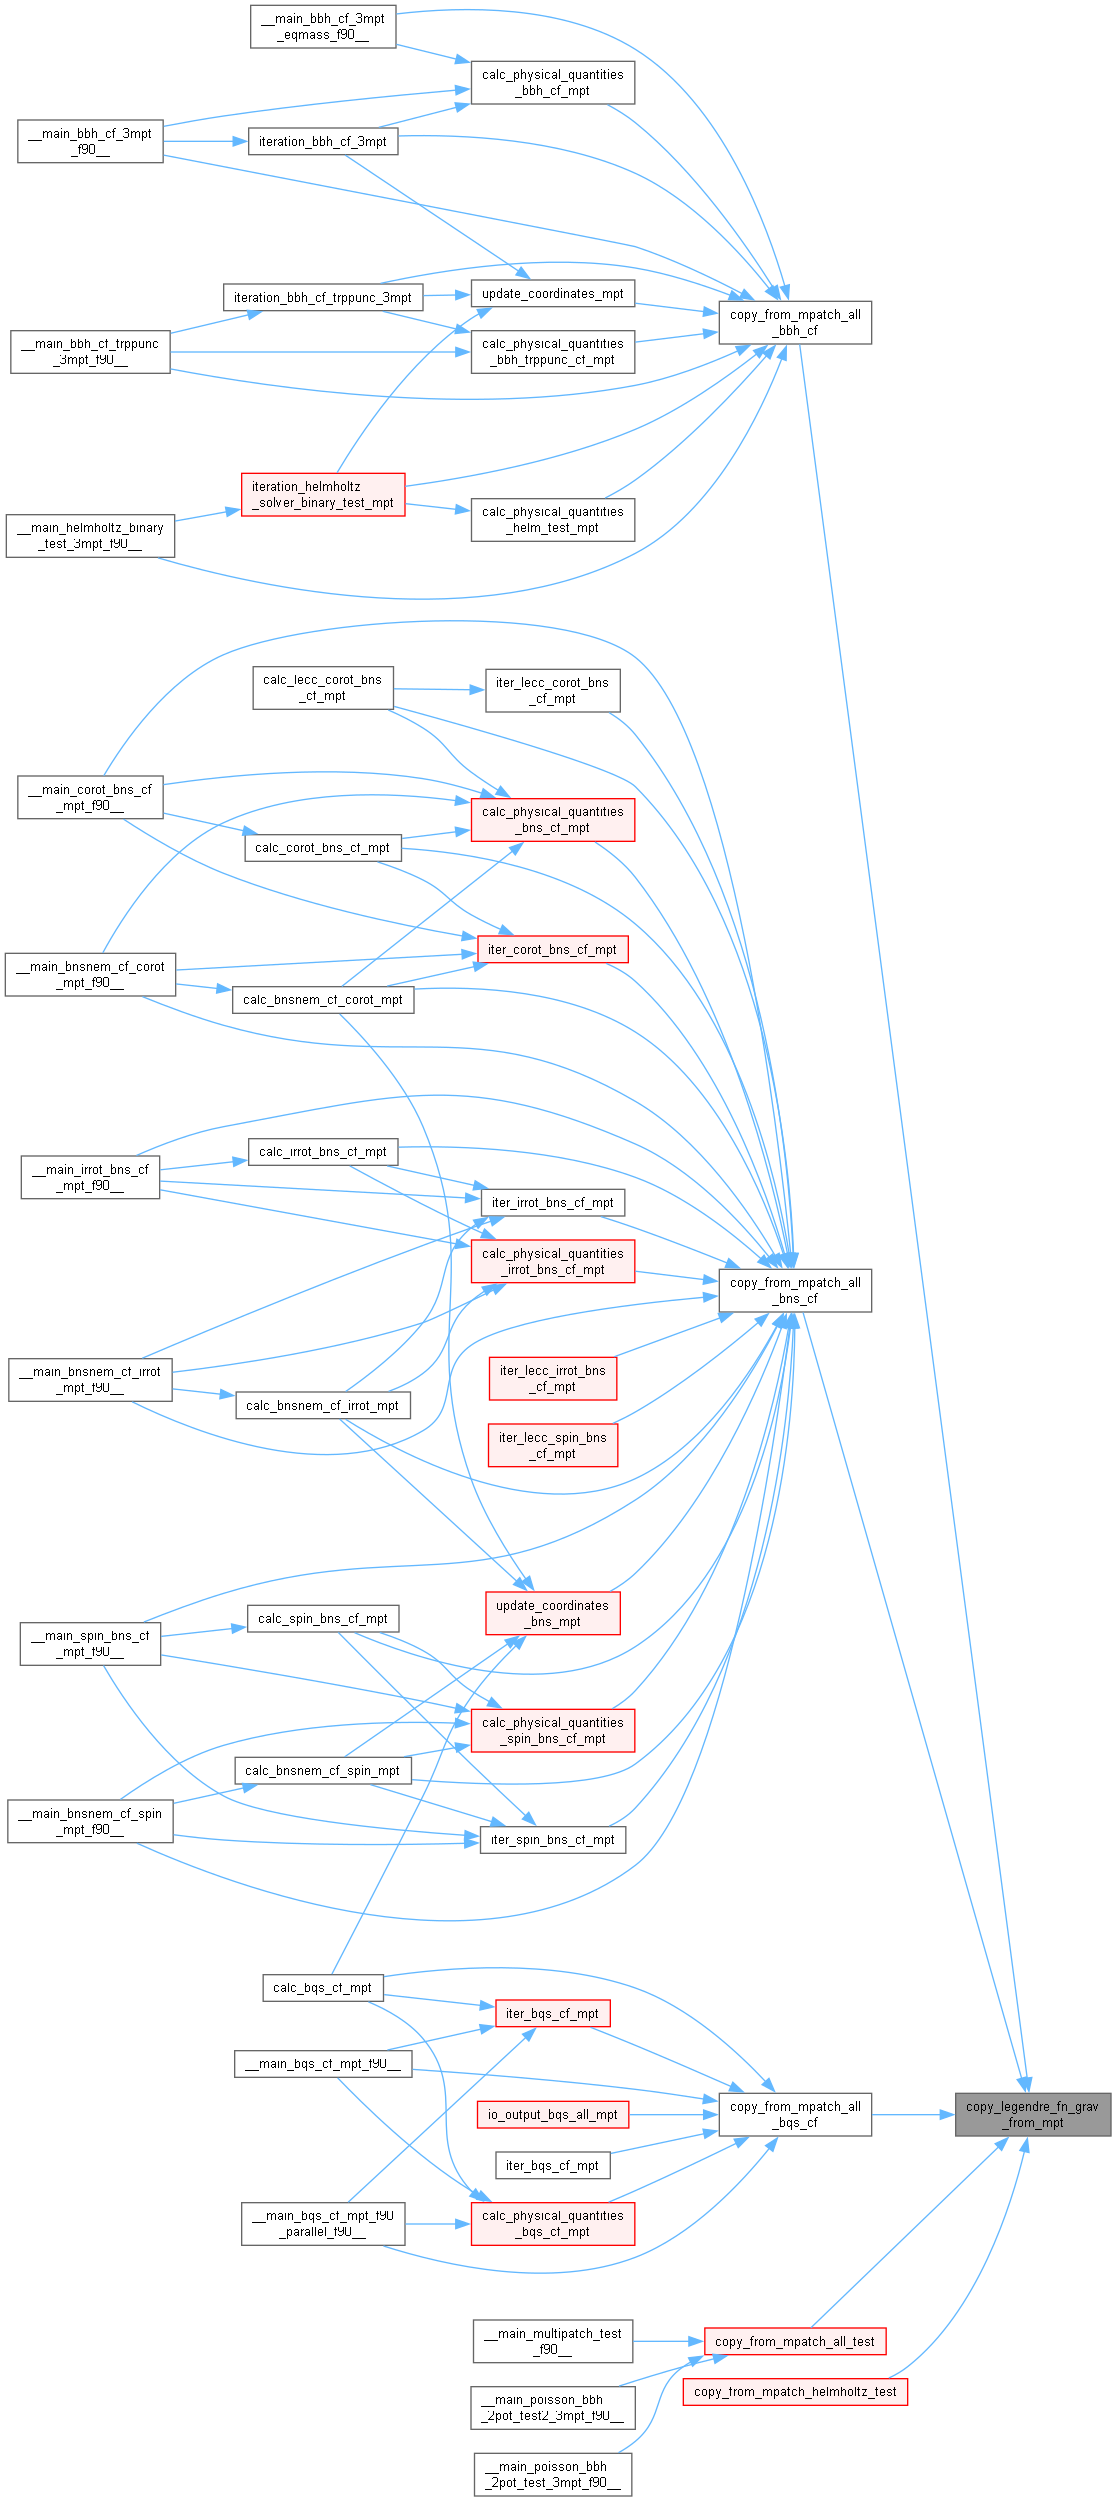 __main_bbh_cf_3mpt
_eqmass_f90__
calc_physical_quantities
_bbh_cf_mpt
__main_bbh_cf_3mpt
_f90__
iteration_bbh_cf_3mpt
update_coordinates_mpt
iteration_bbh_cf_trppunc_3mpt
copy_from_mpatch_all
_bbh_cf
__main_bbh_cf_trppunc
_3mpt_f90__
calc_physical_quantities
_bbh_trppunc_cf_mpt
iteration_helmholtz
_solver_binary_test_mpt
calc_physical_quantities
_helm_test_mpt
__main_helmholtz_binary
_test_3mpt_f90__
calc_lecc_corot_bns
_cf_mpt
iter_lecc_corot_bns
_cf_mpt
__main_corot_bns_cf
_mpt_f90__
calc_physical_quantities
_bns_cf_mpt
calc_corot_bns_cf_mpt
iter_corot_bns_cf_mpt
__main_bnsnem_cf_corot
_mpt_f90__
calc_bnsnem_cf_corot_mpt
calc_irrot_bns_cf_mpt
__main_irrot_bns_cf
_mpt_f90__
iter_irrot_bns_cf_mpt
calc_physical_quantities
_irrot_bns_cf_mpt
copy_from_mpatch_all
_bns_cf
__main_bnsnem_cf_irrot
_mpt_f90__
iter_lecc_irrot_bns
_cf_mpt
calc_bnsnem_cf_irrot_mpt
iter_lecc_spin_bns
_cf_mpt
update_coordinates
_bns_mpt
calc_spin_bns_cf_mpt
__main_spin_bns_cf
_mpt_f90__
calc_physical_quantities
_spin_bns_cf_mpt
calc_bnsnem_cf_spin_mpt
__main_bnsnem_cf_spin
_mpt_f90__
iter_spin_bns_cf_mpt
calc_bqs_cf_mpt
iter_bqs_cf_mpt
__main_bqs_cf_mpt_f90__
io_output_bqs_all_mpt
copy_from_mpatch_all
_bqs_cf
copy_legendre_fn_grav
_from_mpt
iter_bqs_cf_mpt
__main_bqs_cf_mpt_f90
_parallel_f90__
calc_physical_quantities
_bqs_cf_mpt
__main_multipatch_test
_f90__
copy_from_mpatch_all_test
copy_from_mpatch_helmholtz_test
__main_poisson_bbh
_2pot_test2_3mpt_f90__
__main_poisson_bbh
_2pot_test_3mpt_f90__